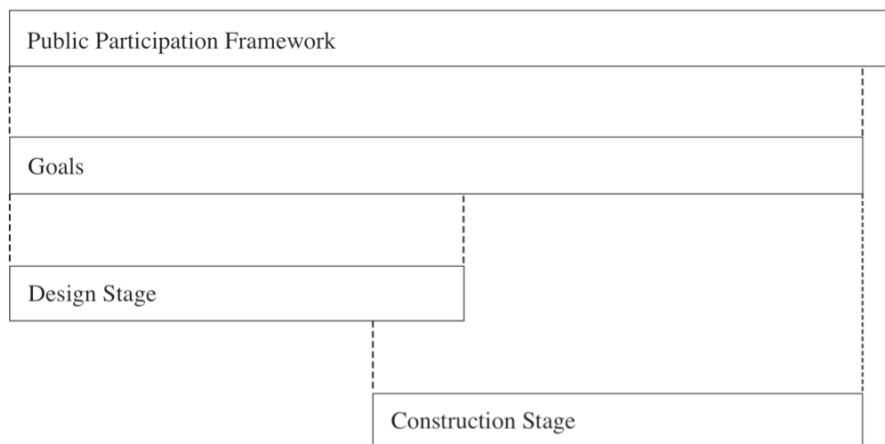 Public Participation Framework
Goals
Design Stage
Construction Stage